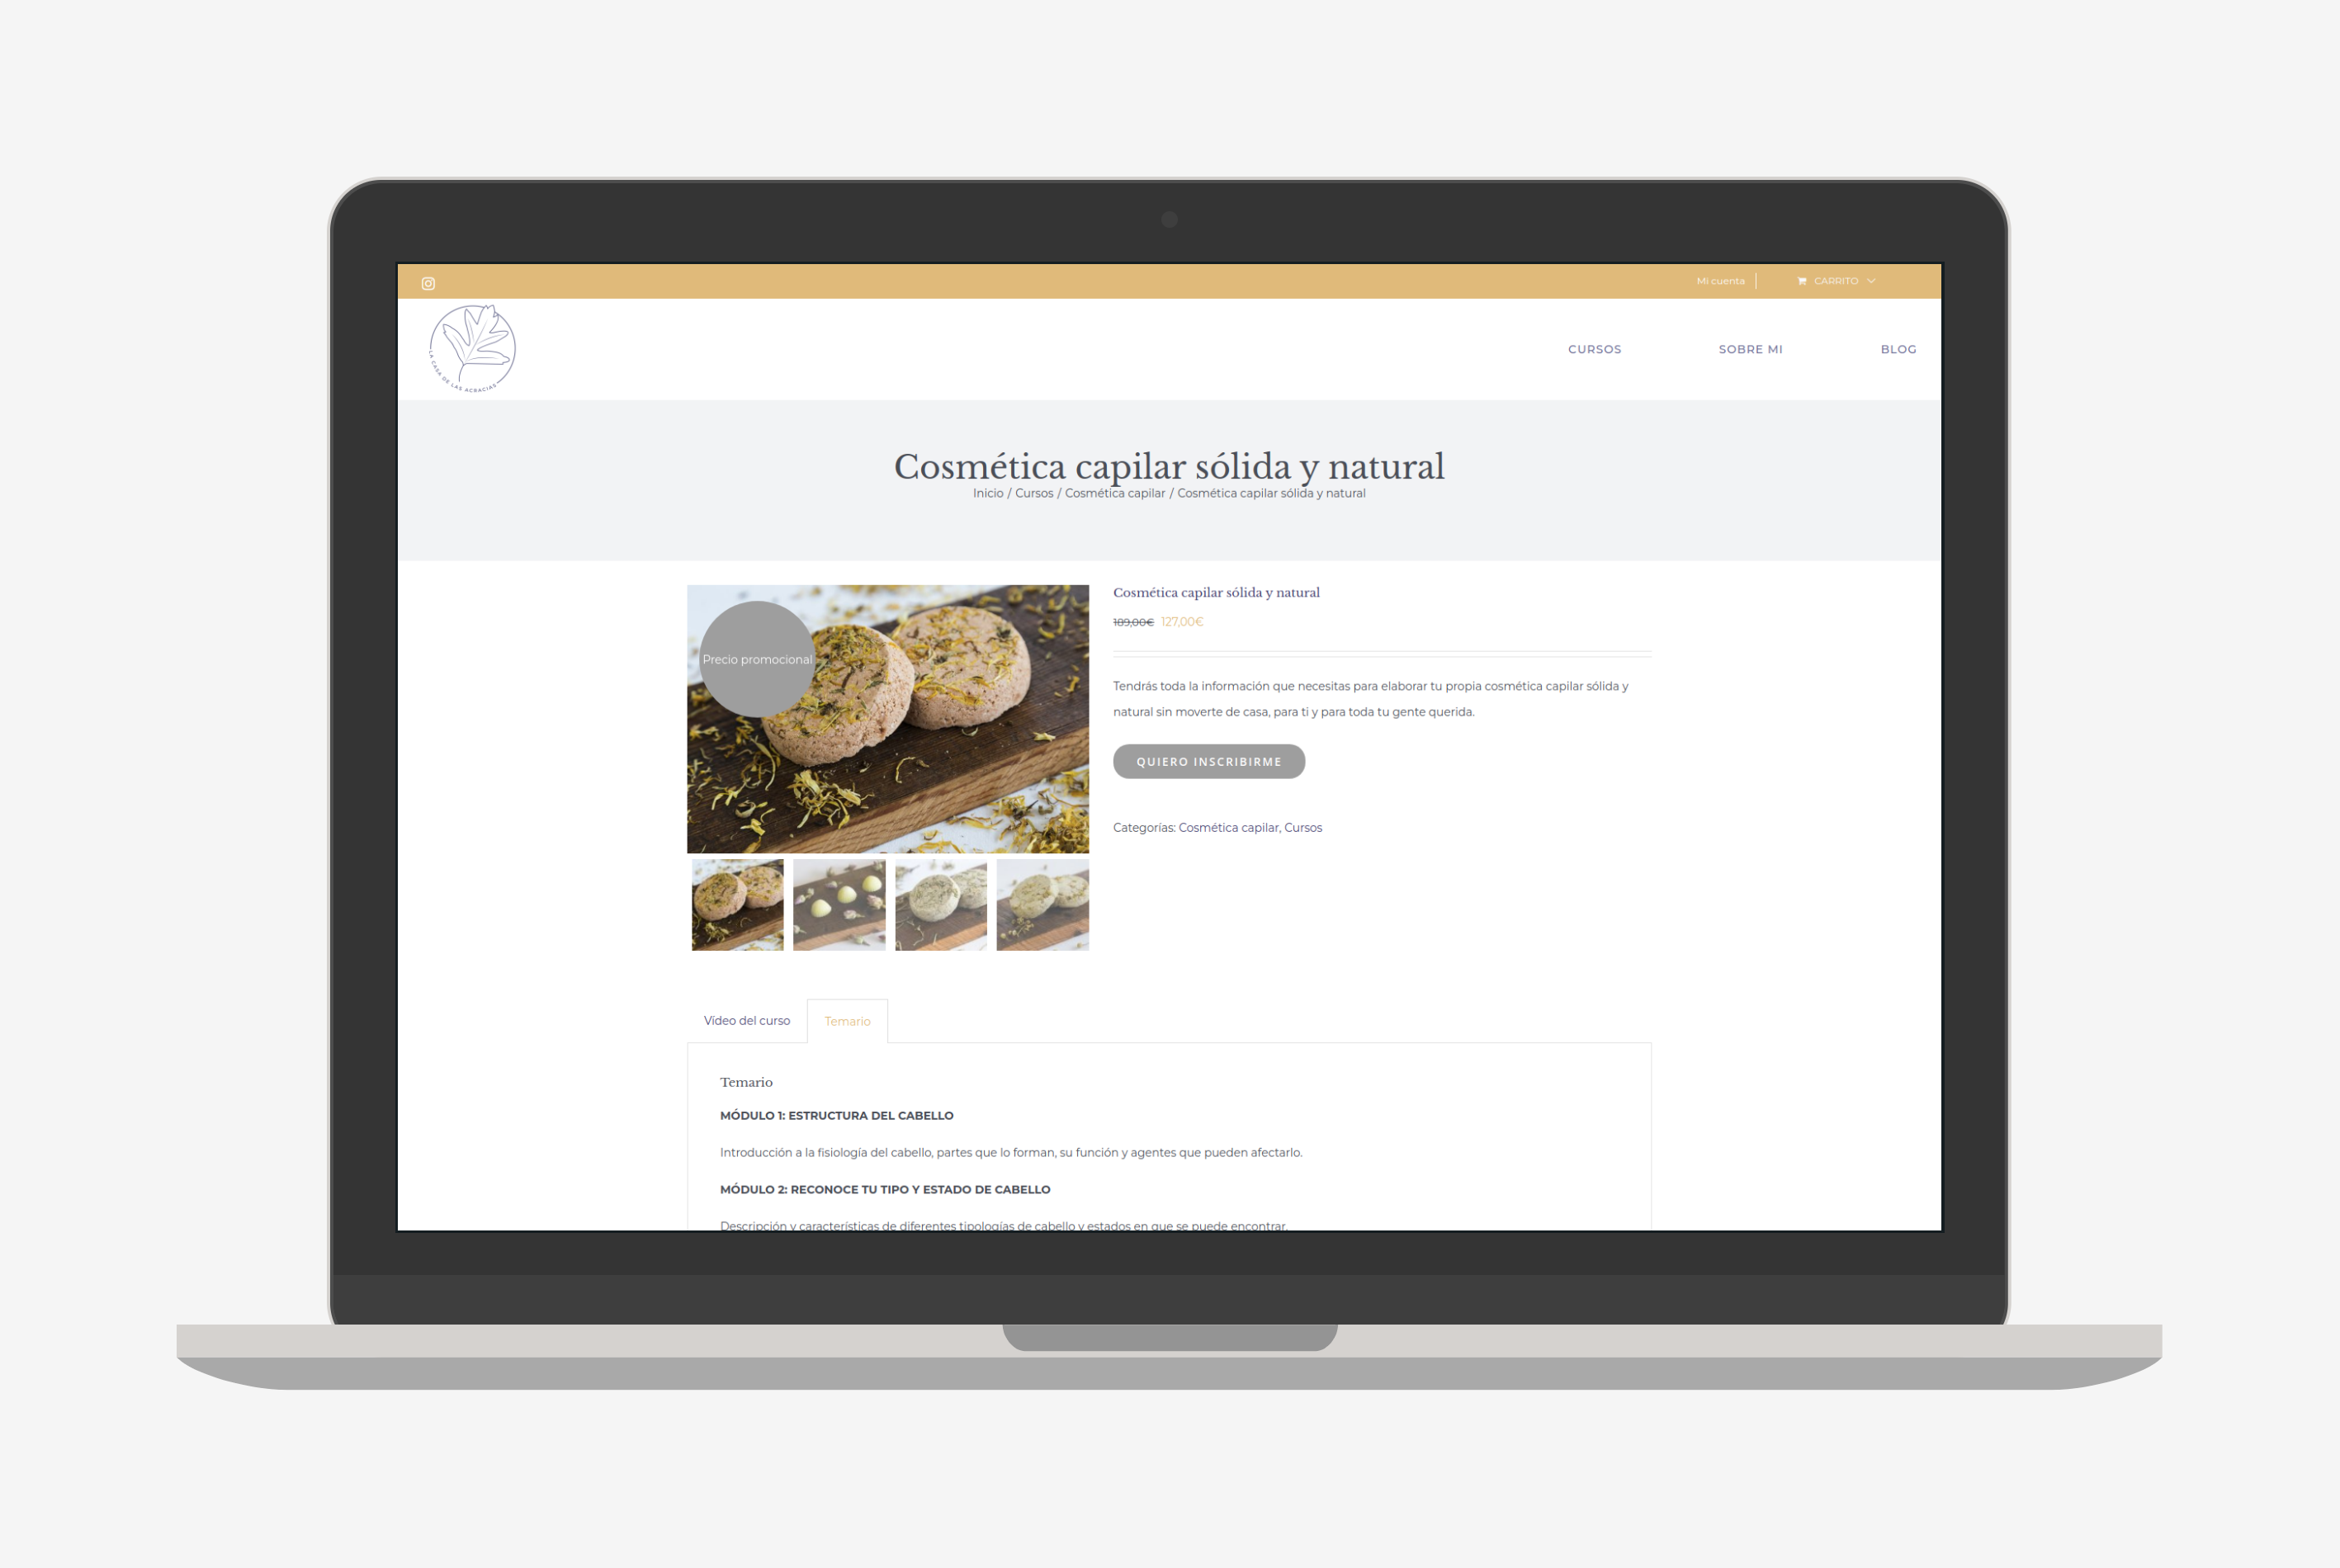 Mi cuenta
CARRITO
LA CASA DE LAS ACRACIAS
CURSOS
SOBRE MI
BLOG
Cosmética capilar sólida y natural
Inicio / Cursos / Cosmética capilar / Cosmética capilar sólida y natural
Precio promocional
Cosmética capilar sólida y natural
189,00€ 127,00€
Tendrás toda la información que necesitas para elaborar tu propia cosmética capilar sólida y
natural sin moverte de casa, para ti y para toda tu gente querida.
QUIERO INSCRIBIRME
Categorías: Cosmética capilar, Cursos
Vídeo del curso
Temario
Temario
MÓDULO 1: ESTRUCTURA DEL CABELLO
Introducción a la fisiología del cabello, partes que lo forman, su función y agentes que pueden afectarlo.
MÓDULO 2: RECONOCE TU TIPO Y ESTADO DE CABELLO
Descripción y características de diferentes tipologías de cabello y estados en que se puede encontrar.